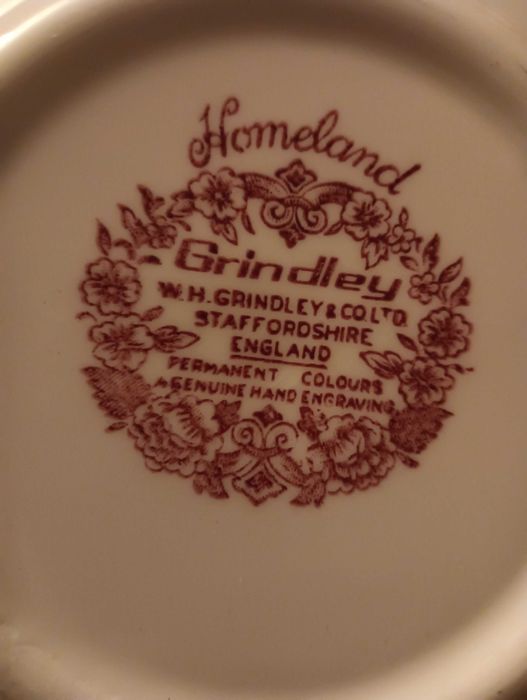 Homeland
Grindley
W.H.GRINDLEY & CO.LTD.
STAFFORDSHIRE
ENGLAND
PERMANENT COLOURS
A GENUINE HAND ENGRAVING